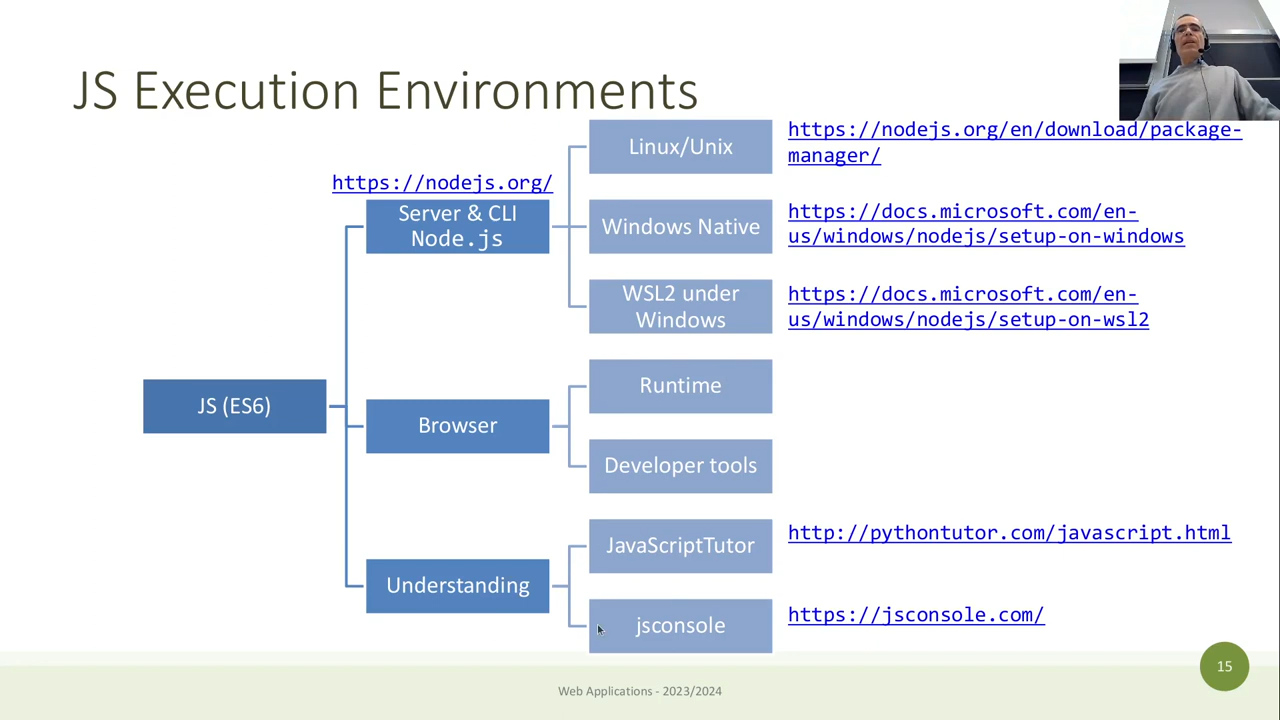 JS Execution Environments
https://nodejs.org/
JS (ES6)
Server & CLI
Node.js
Linux/Unix
https://nodejs.org/en/download/package-
manager/
Windows Native
https://docs.microsoft.com/en-
us/windows/nodejs/setup-on-windows
WSL2 under
Windows
https://docs.microsoft.com/en-
us/windows/nodejs/setup-on-wsl2
Browser
Runtime
Developer tools
Understanding
JavaScriptTutor
http://pythontutor.com/javascript.html
jsconsole
https://jsconsole.com/
Web Applications - 2023/2024
15